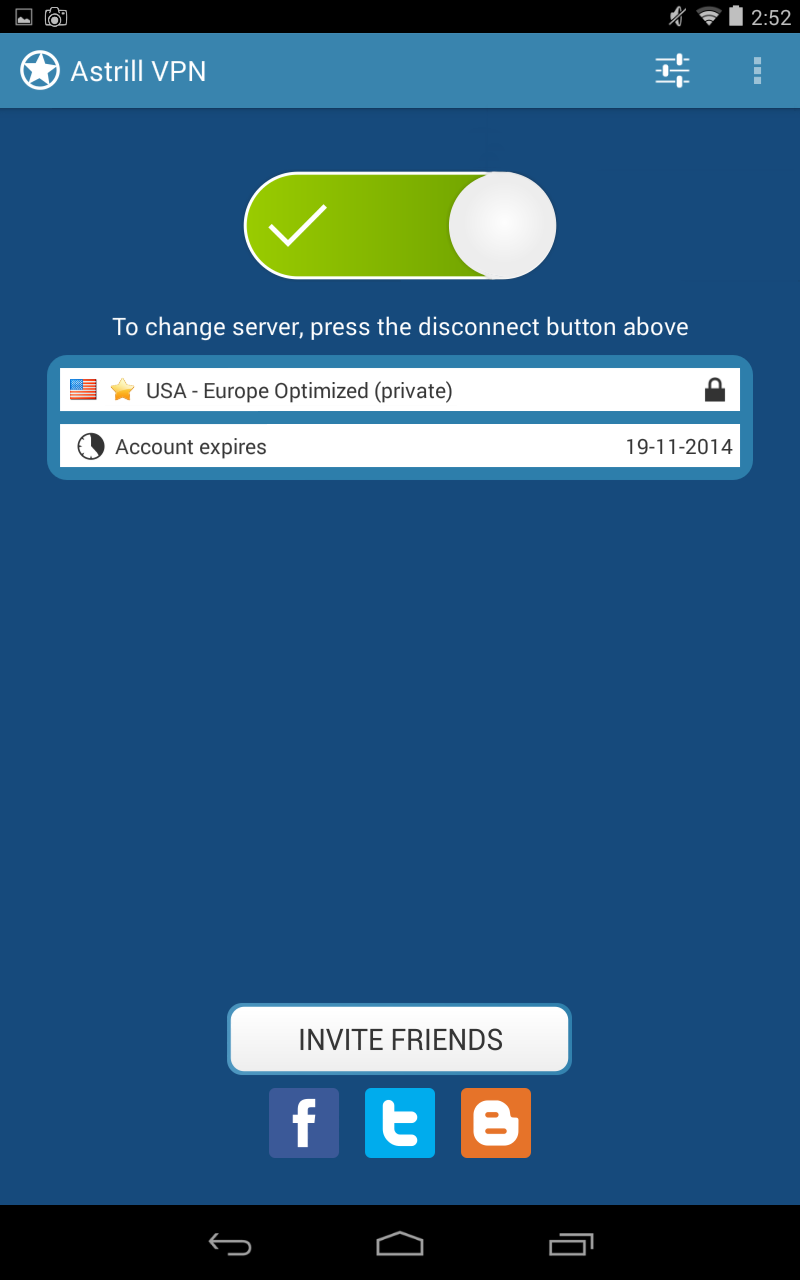 2:52
Astrill VPN
To change server, press the disconnect button above
USA - Europe Optimized (private)
Account expires 19-11-2014
INVITE FRIENDS